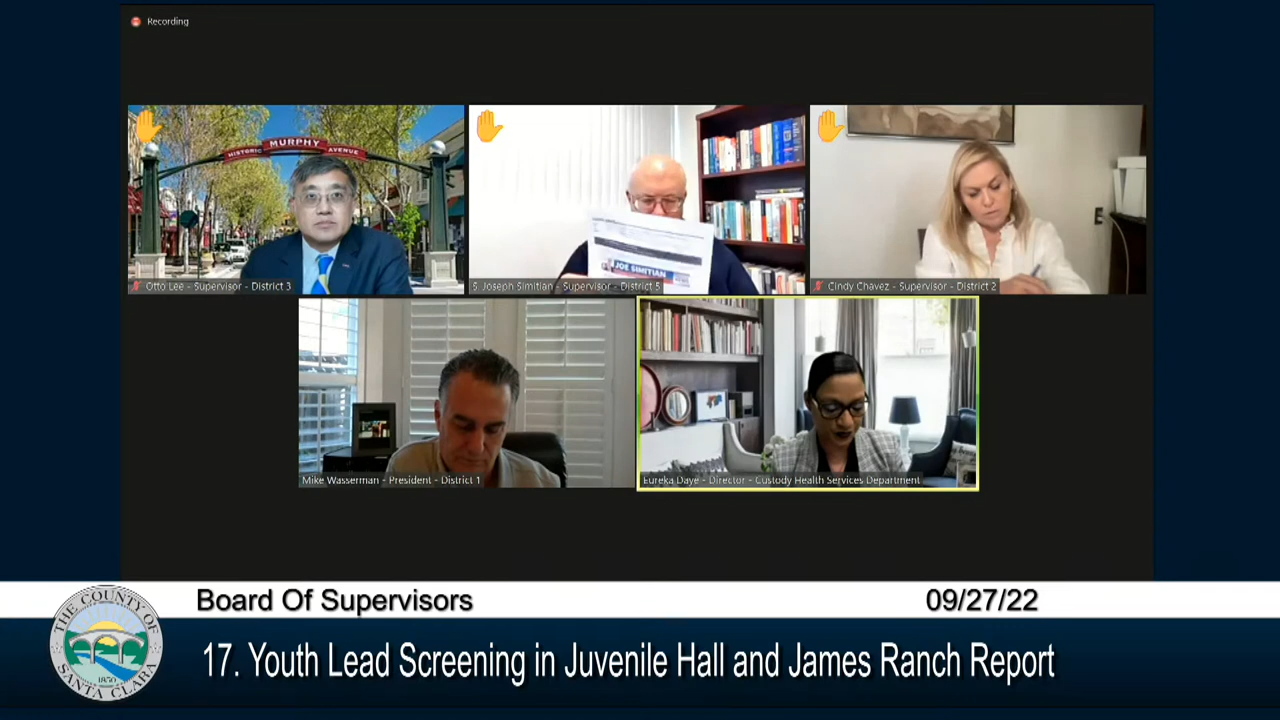 Recording
HISTORIC MURPHY AVENUE
JOE SIMITIAN
Otto Lee - Supervisor - District 3
S. Joseph Simitian - Supervisor - District 5
Cindy Chavez - Supervisor - District 2
Mike Wasserman - President - District 1
Eureka Daye - Director - Custody Health Services Department
Board Of Supervisors
09/27/22
THE COUNTY OF SANTA CLARA
1850
17. Youth Lead Screening in Juvenile Hall and James Ranch Report